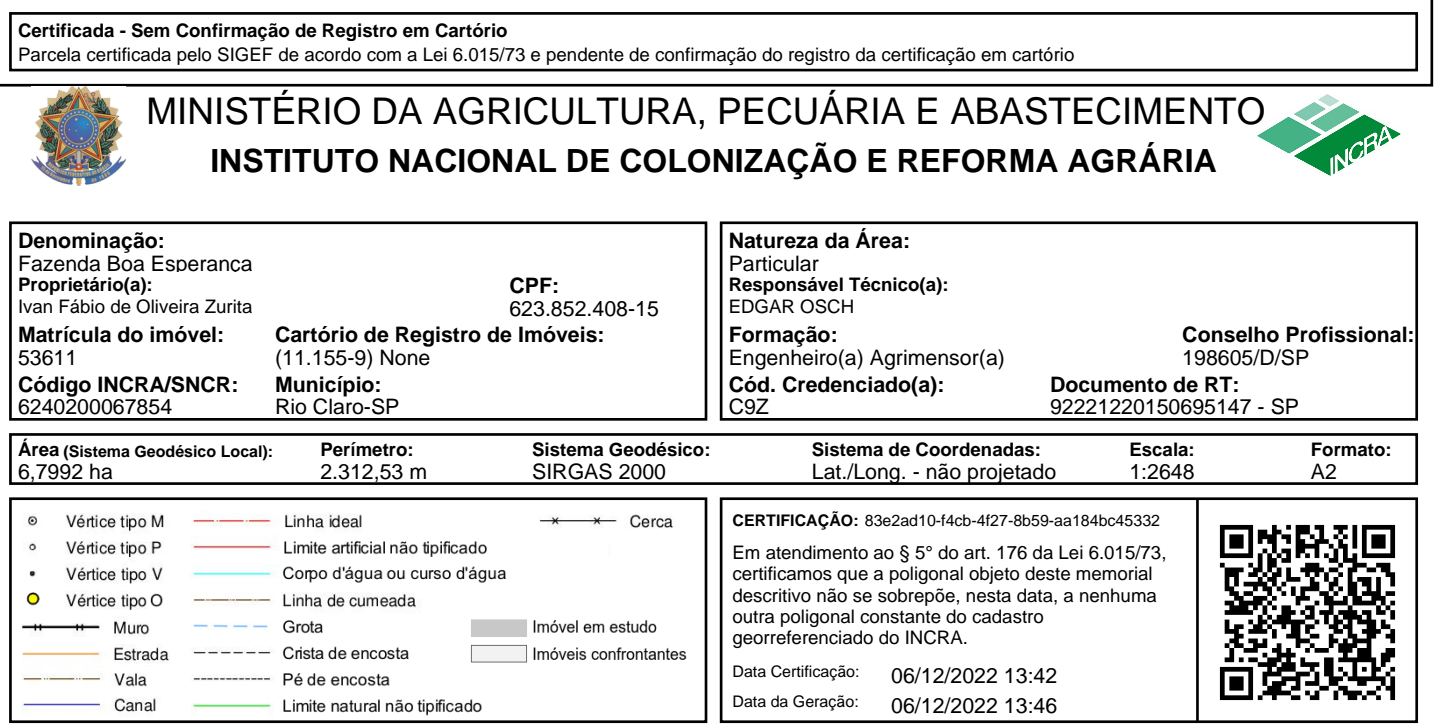 Certificada - Sem Confirmação de Registro em Cartório
Parcela certificada pelo SIGEF de acordo com a Lei 6.015/73 e pendente de confirmação do registro da certificação em cartório
MINISTÉRIO DA AGRICULTURA, PECUÁRIA E ABASTECIMENTO
INSTITUTO NACIONAL DE COLONIZAÇÃO E REFORMA AGRÁRIA
INCRA
Denominação:
Fazenda Boa Esperança
Proprietário(a): CPF:
Ivan Fábio de Oliveira Zurita 623.852.408-15
Matrícula do imóvel: Cartório de Registro de Imóveis:
53611 (11.155-9) None
Código INCRA/SNCR: Município:
6240200067854 Rio Claro-SP
Natureza da Área:
Particular
Responsável Técnico(a):
EDGAR OSCH
Formação: Conselho Profissional:
Engenheiro(a) Agrimensor(a) 198605/D/SP
Cód. Credenciado(a): Documento de RT:
C9Z 92221220150695147 - SP
Área (Sistema Geodésico Local): Perímetro: Sistema Geodésico: Sistema de Coordenadas: Escala: Formato:
6,7992 ha 2.312,53 m SIRGAS 2000 Lat./Long. - não projetado 1:2648 A2
Vértice tipo M Linha ideal Cerca
Vértice tipo P Limite artificial não tipificado
Vértice tipo V Corpo d'água ou curso d'água
Vértice tipo O Linha de cumeada
Muro Grota Imóvel em estudo
Estrada Crista de encosta Imóveis confrontantes
Vala Pé de encosta
Canal Limite natural não tipificado
CERTIFICAÇÃO: 83e2ad10-f4cb-4f27-8b59-aa184bc45332
Em atendimento ao § 5° do art. 176 da Lei 6.015/73,
certificamos que a poligonal objeto deste memorial
descritivo não se sobrepõe, nesta data, a nenhuma
outra poligonal constante do cadastro
georreferenciado do INCRA.
Data Certificação: 06/12/2022 13:42
Data da Geração: 06/12/2022 13:46